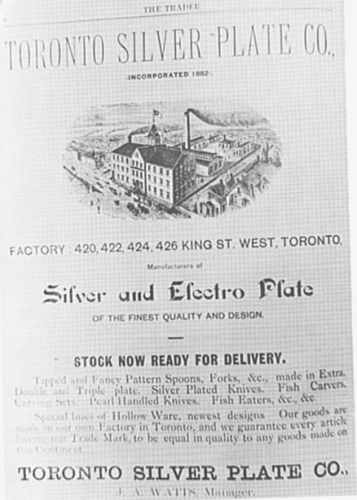 THE TRADER
TORONTO SILVER PLATE CO.,
INCORPORATED 1882.
FACTORY: 420, 422, 424, 426 KING ST. WEST, TORONTO,
Manufacturers of
Silver and Electro Plate
OF THE FINEST QUALITY AND DESIGN.
STOCK NOW READY FOR DELIVERY.
Tipped and Fancy Pattern Spoons, Forks, &c., made in Extra,
Double and Triple plate. Silver Plated Knives. Fish Carvers.
Carving Sets. Pearl Handled Knives. Fish Eaters, &c., &c.
Special lines of Hollow Ware, newest designs Our goods are
made in our own Factory in Toronto, and we guarantee every article
our Trade Mark, to be equal in quality to any goods made on
this Continent.
TORONTO SILVER PLATE CO.,
J. A. WATTS, Manager.